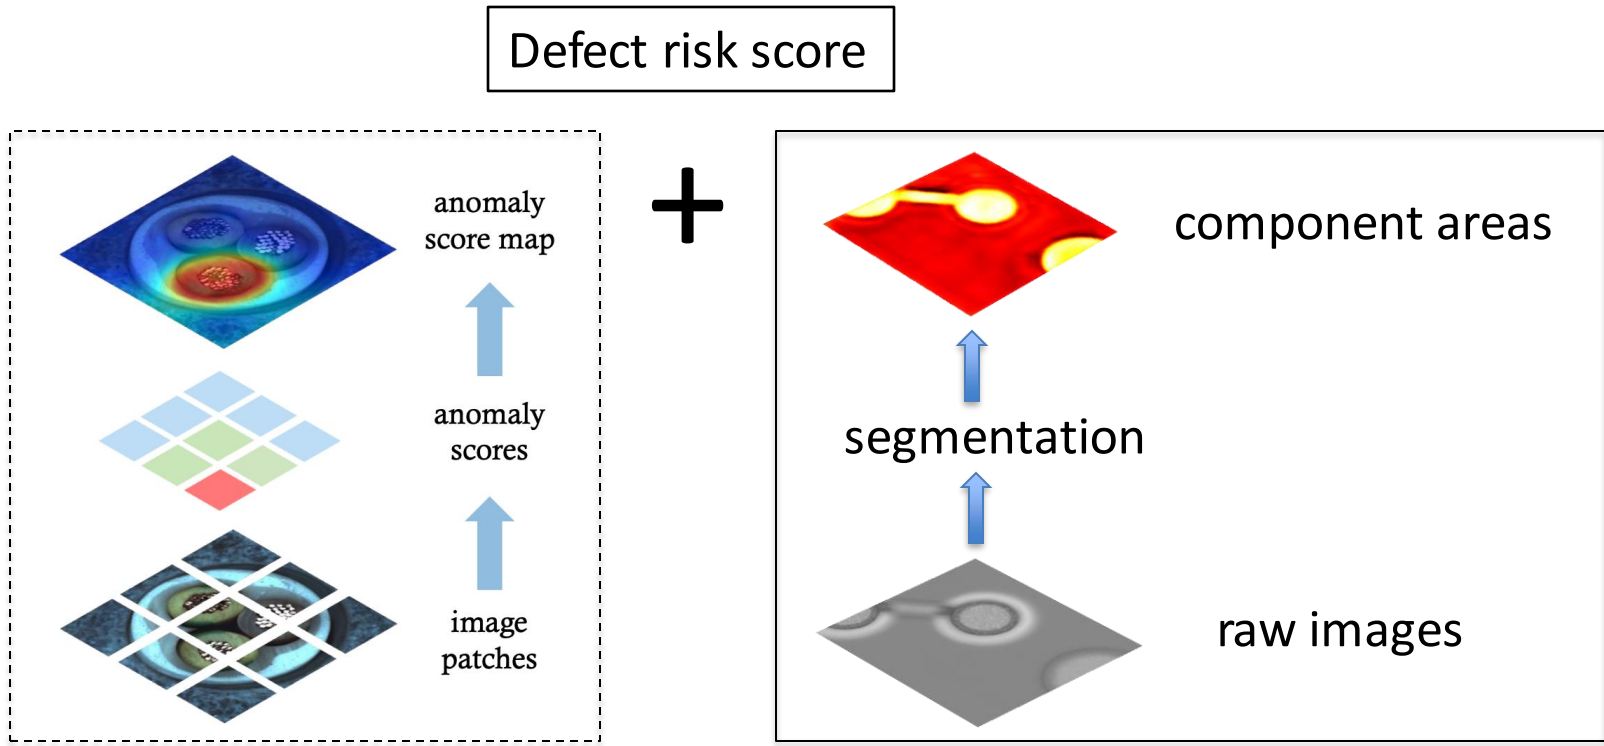 Defect risk score
anomaly
score map
anomaly
scores
image
patches
+
component areas
segmentation
raw images